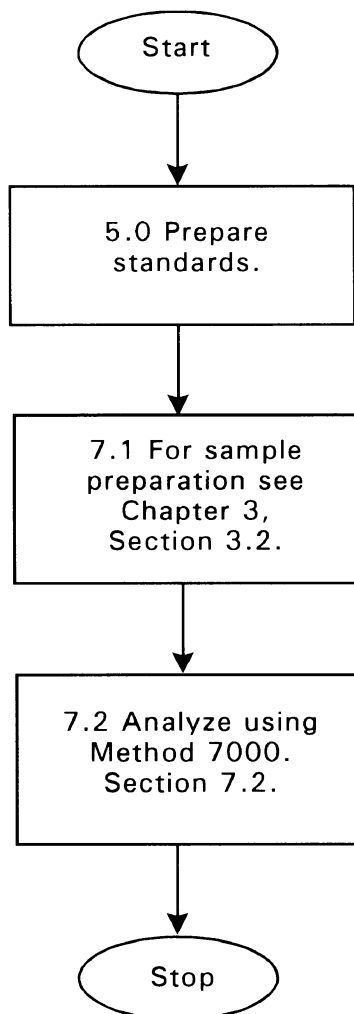 Start
5.0 Prepare
standards.
7.1 For sample
preparation see
Chapter 3,
Section 3.2.
7.2 Analyze using
Method 7000.
Section 7.2.
Stop